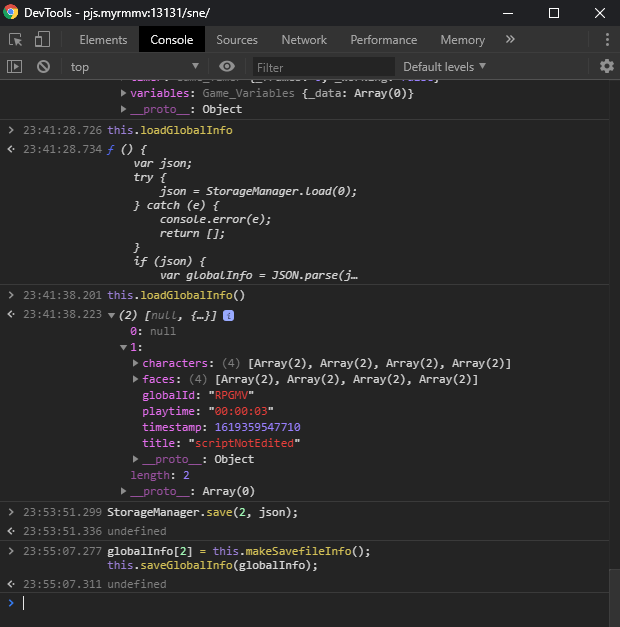 DevTools - pjs.myrmmv:13131/sne/
Elements Console Sources Network Performance Memory »
top Filter Default levels
variables: Game_Variables {_data: Array(0)}
__proto__: Object
23:41:28.726 this.loadGlobalInfo
23:41:28.734 ƒ () {
var json;
try {
json = StorageManager.load(0);
} catch (e) {
console.error(e);
return [];
}
if (json) {
var globalInfo = JSON.parse(j…
23:41:38.201 this.loadGlobalInfo()
23:41:38.223 (2) [null, {…}] i
0: null
1:
characters: (4) [Array(2), Array(2), Array(2), Array(2)]
faces: (4) [Array(2), Array(2), Array(2), Array(2)]
globalId: "RPGMV"
playtime: "00:00:03"
timestamp: 1619359547710
title: "scriptNotEdited"
__proto__: Object
length: 2
__proto__: Array(0)
23:53:51.299 StorageManager.save(2, json);
23:53:51.336 undefined
23:55:07.277 globalInfo[2] = this.makeSavefileInfo();
this.saveGlobalInfo(globalInfo);
23:55:07.311 undefined